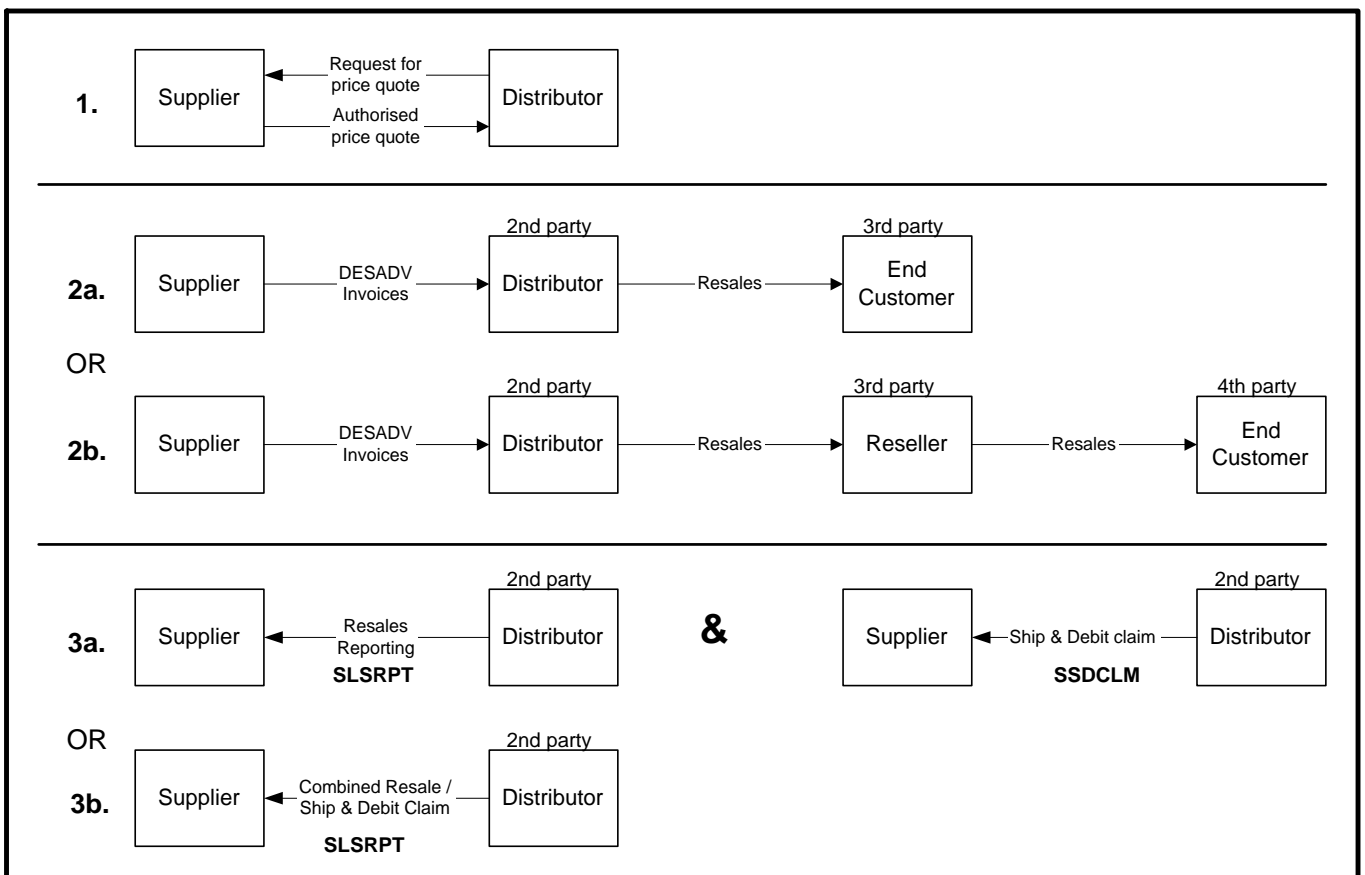 1.
Supplier
Request for
price quote
Authorised
price quote
Distributor
2a.
Supplier
DESADV
Invoices
2nd party
Distributor
Resales
3rd party
End
Customer
OR
2b.
Supplier
DESADV
Invoices
2nd party
Distributor
Resales
3rd party
Reseller
Resales
4th party
End
Customer
3a.
Supplier
Resales
Reporting
SLSRPT
2nd party
Distributor
&
Supplier
Ship & Debit claim
SSDCLM
2nd party
Distributor
OR
3b.
Supplier
Combined Resale /
Ship & Debit Claim
SLSRPT
2nd party
Distributor